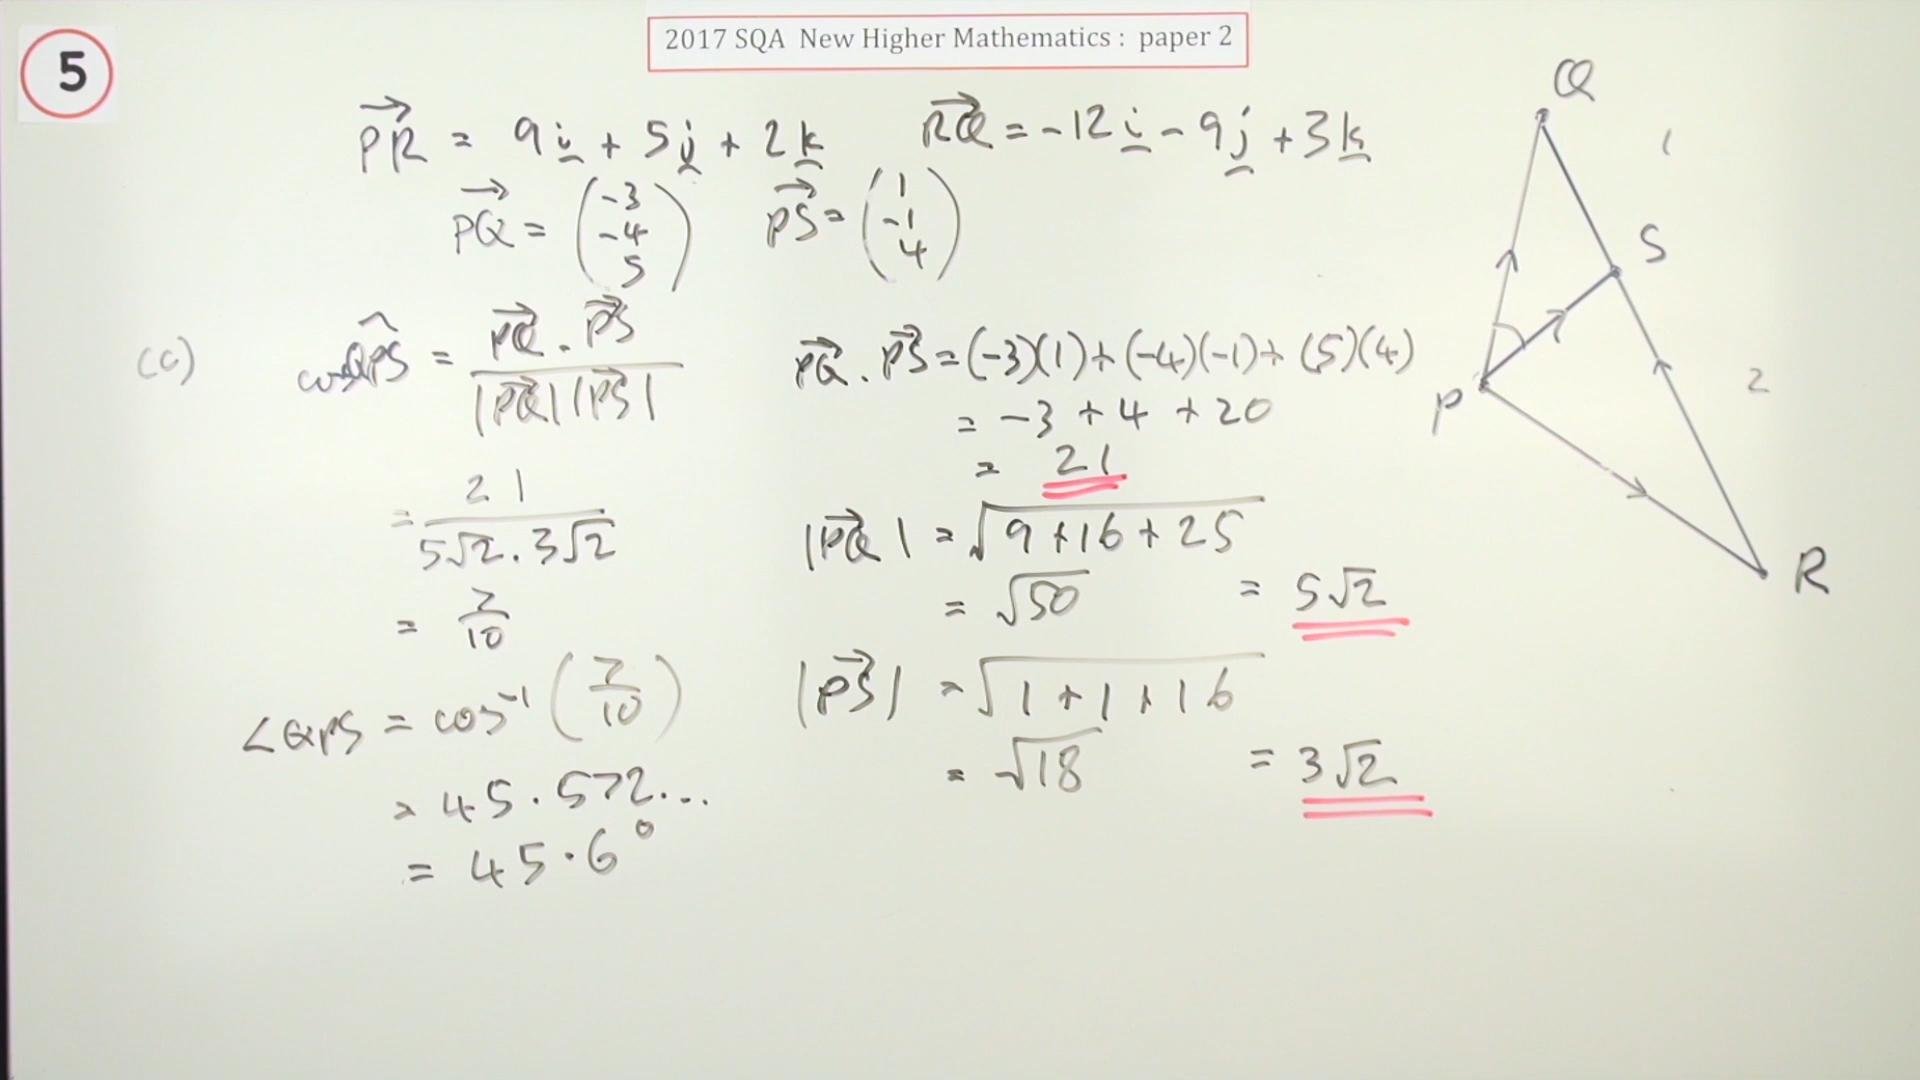 5
2017 SQA New Higher Mathematics : paper 2
PR = 9i + 5j + 2k
RQ = -12i - 9j + 3k
PQ = (-3
-4
5)
PS = (1
-1
4)
(c)
cos QPS = PQ . PS / |PQ| |PS|
= 21 / 5√2 . 3√2
= 7/10
∠QPS = cos⁻¹ (7/10)
= 45.572...
= 45.6°
PQ . PS = (-3)(1) + (-4)(-1) + (5)(4)
= -3 + 4 + 20
= 21
|PQ| = √9 + 16 + 25
= √50 = 5√2
|PS| = √1 + 1 + 16
= √18 = 3√2
Q
1
S
2
P
R